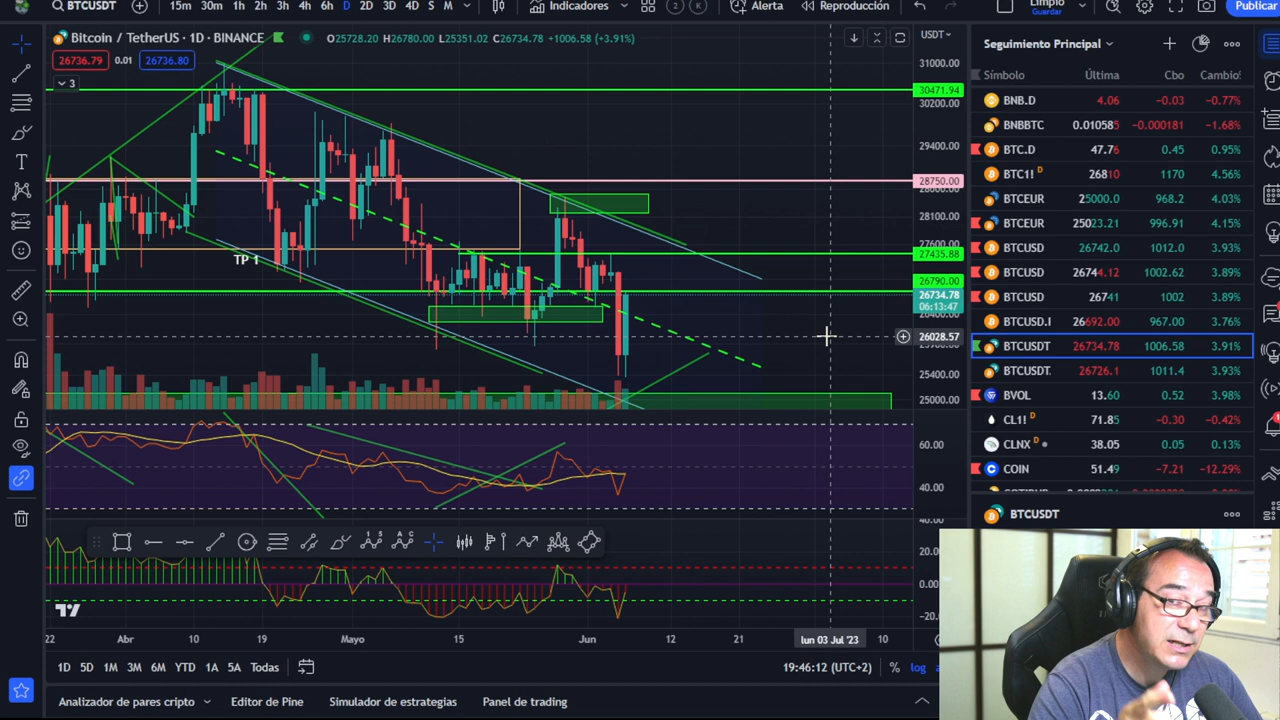 BTCUSDT
15m 30m 1h 2h 3h 4h 6h D 2D 3D 4D S M
Indicadores
2 K
Alerta
Reproducción
Limpio
Guardar
Publicar
Bitcoin / TetherUS · 1D · BINANCE
O25728.20 H26780.00 L25351.02 C26734.78 +1006.58 (+3.91%)
26736.79 0.01 26736.80
3
USDT
31000.00
30471.94
30200.00
29400.00
28750.00
28100.00
27600.00
27435.88
26790.00
26734.78
06:13:47
26028.57
25400.00
25000.00
TP 1
60.00
40.00
20.00
0.00
22 Abr 10 19 Mayo 15 Jun 12 21 lun 03 Jul '23 10
1D 5D 1M 3M 6M YTD 1A 5A Todas
19:46:12 (UTC+2) % log
Analizador de pares cripto Editor de Pine Simulador de estrategias Panel de trading
Seguimiento Principal
Símbolo Última Cbo Cambio
BNB.D 4.06 -0.03 -0.77%
BNBBTC 0.010585 -0.000181 -1.68%
BTC.D 47.76 0.45 0.95%
BTC1! D 26810 1170 4.56%
BTCEUR 25000.0 968.2 4.03%
BTCEUR 25023.21 996.91 4.15%
BTCUSD 26742.0 1012.0 3.93%
BTCUSD 26744.12 1002.62 3.89%
BTCUSD 26741 1002 3.89%
BTCUSD.I 26692.00 967.00 3.76%
BTCUSDT 26734.78 1006.58 3.91%
BTCUSDT. 26726.1 1011.4 3.93%
BVOL 13.60 0.52 3.98%
CL1! D 71.85 -0.30 -0.42%
CLNX D 38.05 0.05 0.13%
COIN 51.49 -7.21 -12.29%
BTCUSDT